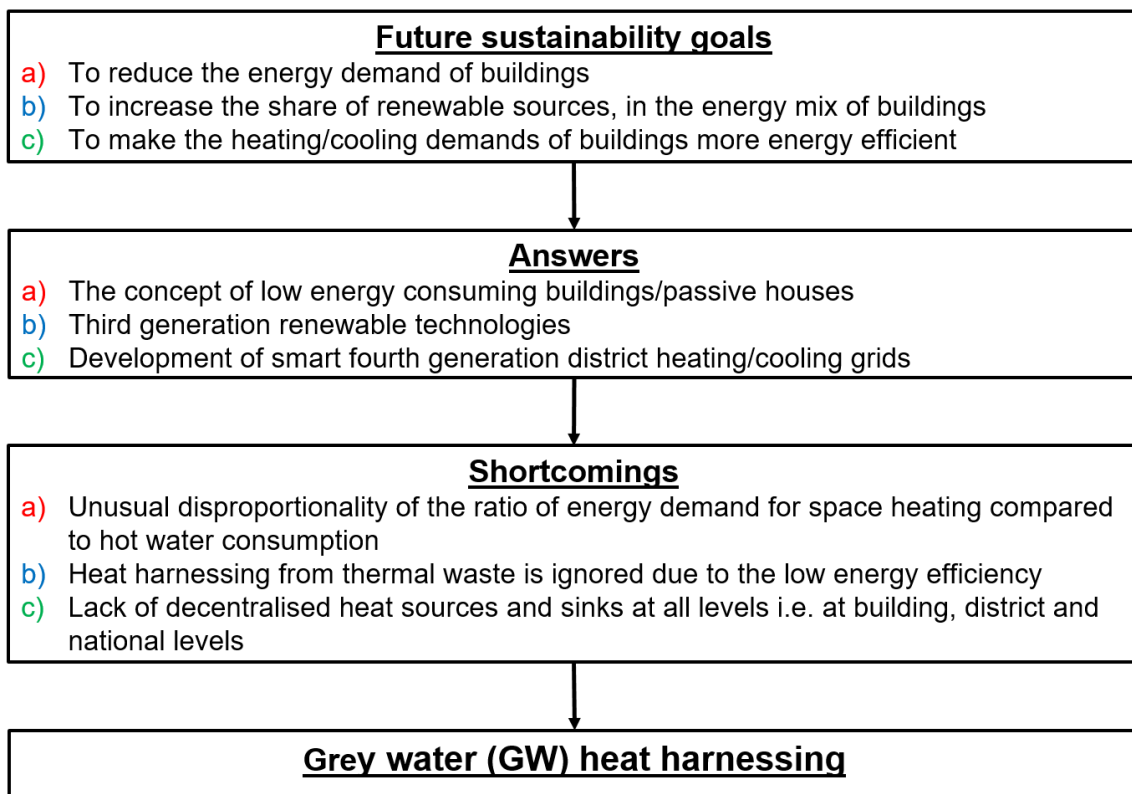 Future sustainability goals
a) To reduce the energy demand of buildings
b) To increase the share of renewable sources, in the energy mix of buildings
c) To make the heating/cooling demands of buildings more energy efficient
Answers
a) The concept of low energy consuming buildings/passive houses
b) Third generation renewable technologies
c) Development of smart fourth generation district heating/cooling grids
Shortcomings
a) Unusual disproportionality of the ratio of energy demand for space heating compared
to hot water consumption
b) Heat harnessing from thermal waste is ignored due to the low energy efficiency
c) Lack of decentralised heat sources and sinks at all levels i.e. at building, district and
national levels
Grey water (GW) heat harnessing